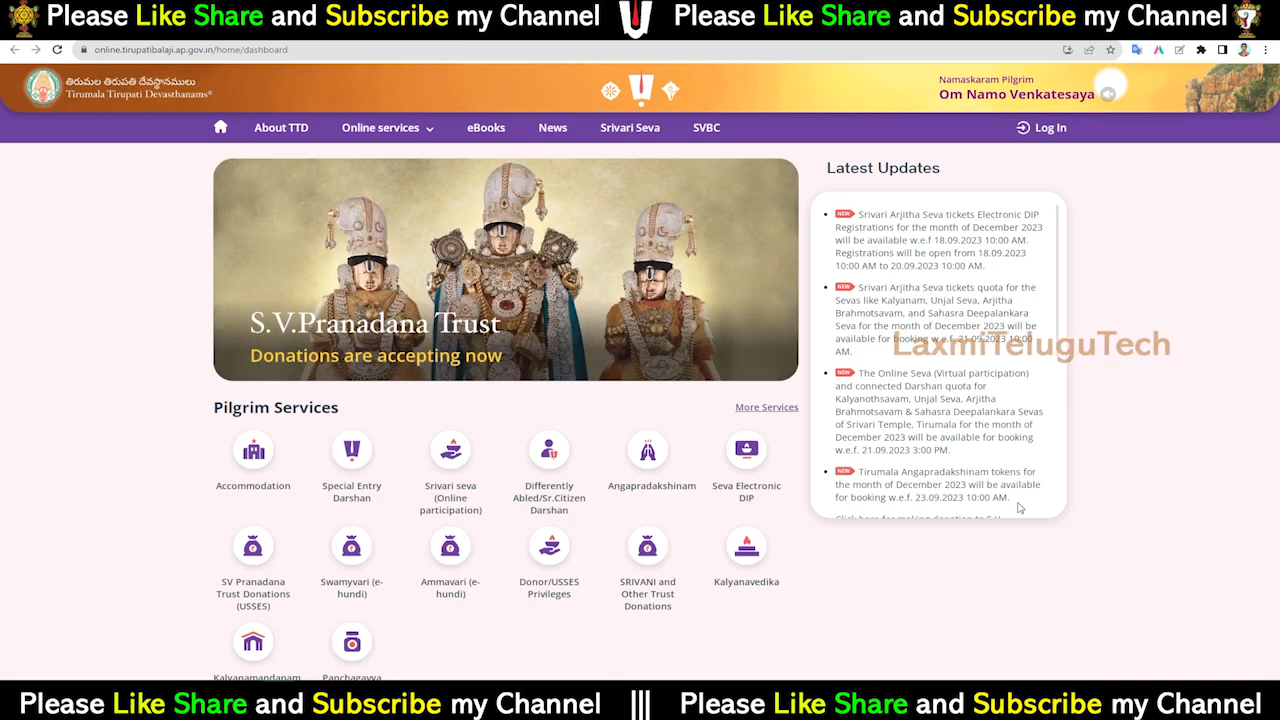 Please Like Share and Subscribe my Channel
Please Like Share and Subscribe my Channel
online.tirupatibalaji.ap.gov.in/home/dashboard
తిరుమల తిరుపతి దేవస్థానములు
Tirumala Tirupati Devasthanams®
Namaskaram Pilgrim
Om Namo Venkatesaya
About TTD
Online services
eBooks
News
Srivari Seva
SVBC
Log In
S.V.Pranadana Trust
Donations are accepting now
Latest Updates
NEW Srivari Arjitha Seva tickets Electronic DIP
Registrations for the month of December 2023
will be available w.e.f 18.09.2023 10:00 AM.
Registrations will be open from 18.09.2023
10:00 AM to 20.09.2023 10:00 AM.
NEW Srivari Arjitha Seva tickets quota for the
Sevas like Kalyanam, Unjal Seva, Arjitha
Brahmotsavam, and Sahasra Deepalankara
Seva for the month of December 2023 will be
available for booking w.e.f. 21.09.2023 10:00
AM.
LaxmiTeluguTech
NEW The Online Seva (Virtual participation)
and connected Darshan quota for
Kalyanothsavam, Unjal Seva, Arjitha
Brahmotsavam & Sahasra Deepalankara Sevas
of Srivari Temple, Tirumala for the month of
December 2023 will be available for booking
w.e.f. 21.09.2023 3:00 PM.
NEW Tirumala Angapradakshinam tokens for
the month of December 2023 will be available
for booking w.e.f. 23.09.2023 10:00 AM.
Click here for making donation to S.V.
Pilgrim Services
More Services
Accommodation
Special Entry
Darshan
Srivari seva
(Online
participation)
Differently
Abled/Sr.Citizen
Darshan
Angapradakshinam
Seva Electronic
DIP
SV Pranadana
Trust Donations
(USSES)
Swamyvari (e-
hundi)
Ammavari (e-
hundi)
Donor/USSES
Privileges
SRIVANI and
Other Trust
Donations
Kalyanavedika
Kalyanamandapam
Panchagavya
Please Like Share and Subscribe my Channel
|||
Please Like Share and Subscribe my Channel